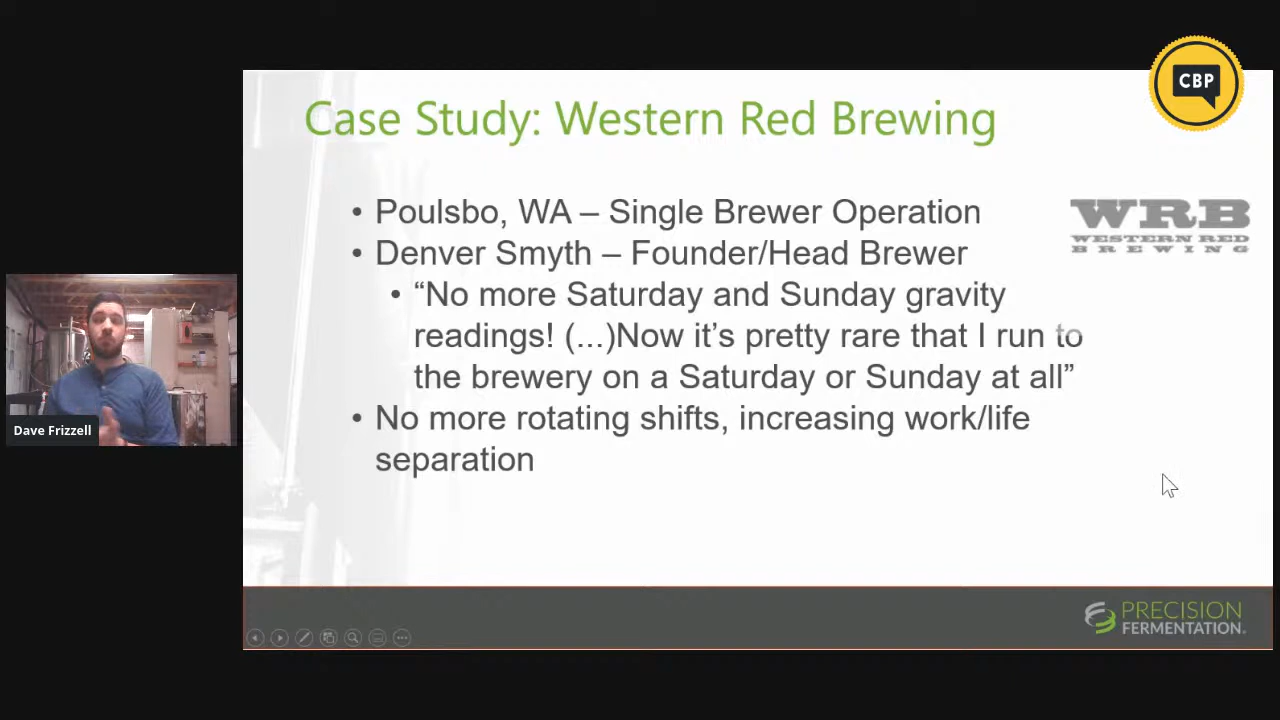 CBP
Case Study: Western Red Brewing
• Poulsbo, WA – Single Brewer Operation
WRB
WESTERN RED
BREWING
• Denver Smyth – Founder/Head Brewer
• “No more Saturday and Sunday gravity
readings! (...)Now it’s pretty rare that I run to
the brewery on a Saturday or Sunday at all”
• No more rotating shifts, increasing work/life
separation
Dave Frizzell
PRECISION
FERMENTATION.